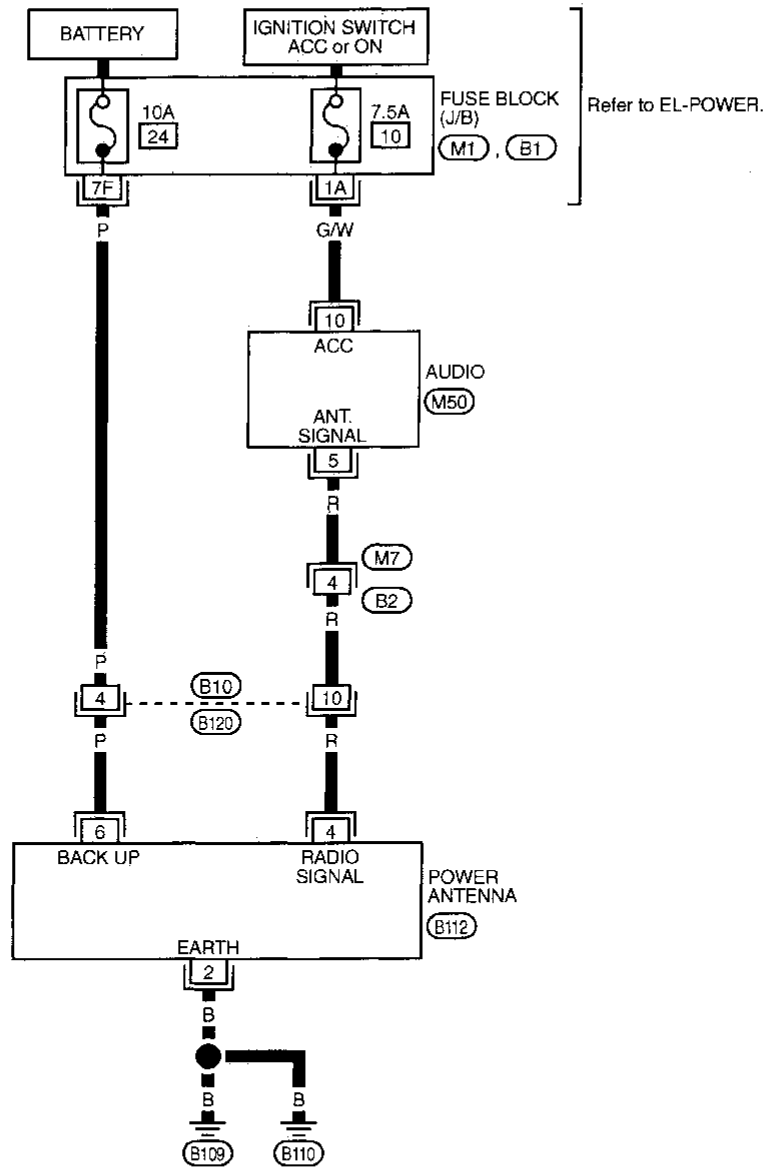 BATTERY
IGNITION SWITCH
ACC or ON
10A
24
7.5A
10
FUSE BLOCK
(J/B)
M1 , B1
Refer to EL-POWER.
7F
1A
P
G/W
10
ACC
AUDIO
M50
ANT.
SIGNAL
5
R
M7
4
B2
R
P
4
B10
10
B120
P
R
6
4
BACK UP
RADIO
SIGNAL
POWER
ANTENNA
B112
EARTH
2
B
B
B
B109
B110